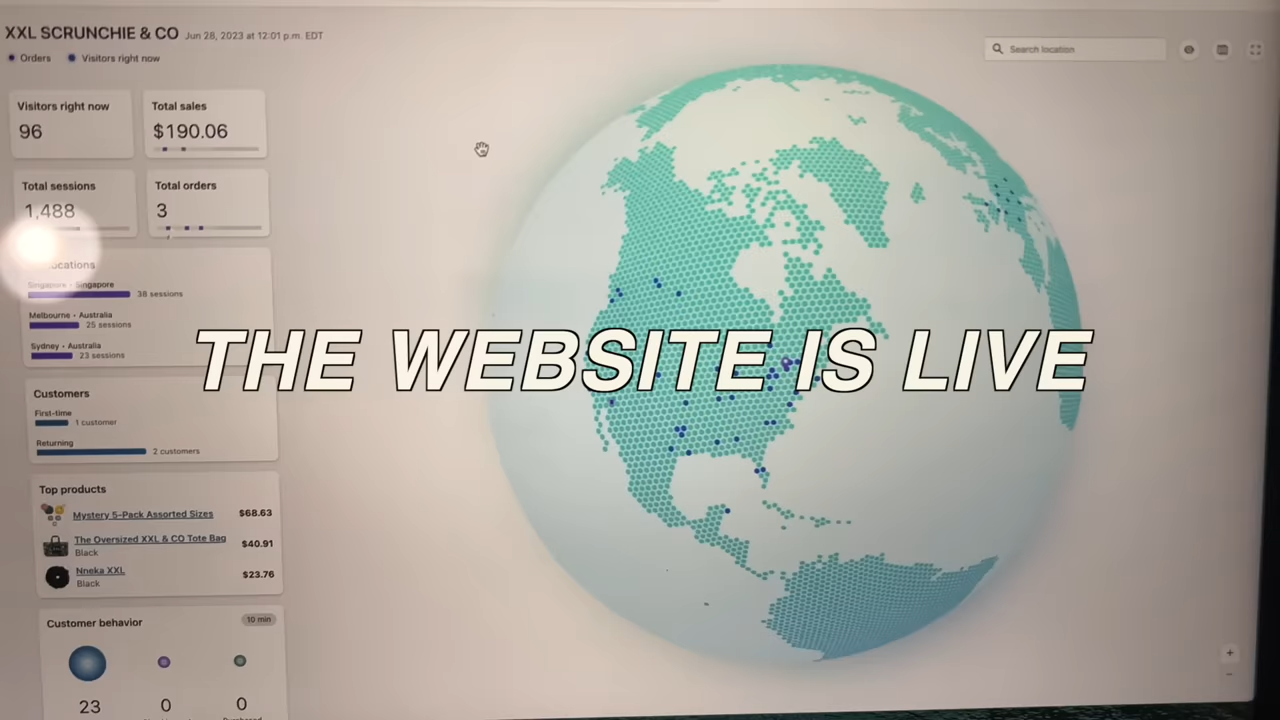 XXL SCRUNCHIE & CO Jun 28, 2023 at 12:01 p.m. EDT
Orders Visitors right now
Search location
Visitors right now
96
Total sales
$190.06
Total sessions
1,488
Total orders
3
Singapore • Singapore
38 sessions
Melbourne • Australia
25 sessions
Sydney • Australia
23 sessions
THE WEBSITE IS LIVE
Customers
First-time
1 customer
Returning
2 customers
Top products
Mystery 5-Pack Assorted Sizes $68.63
The Oversized XXL & CO Tote Bag
Black
$40.91
Nneka XXL
Black
$23.76
Customer behavior 10 min
23 0 0